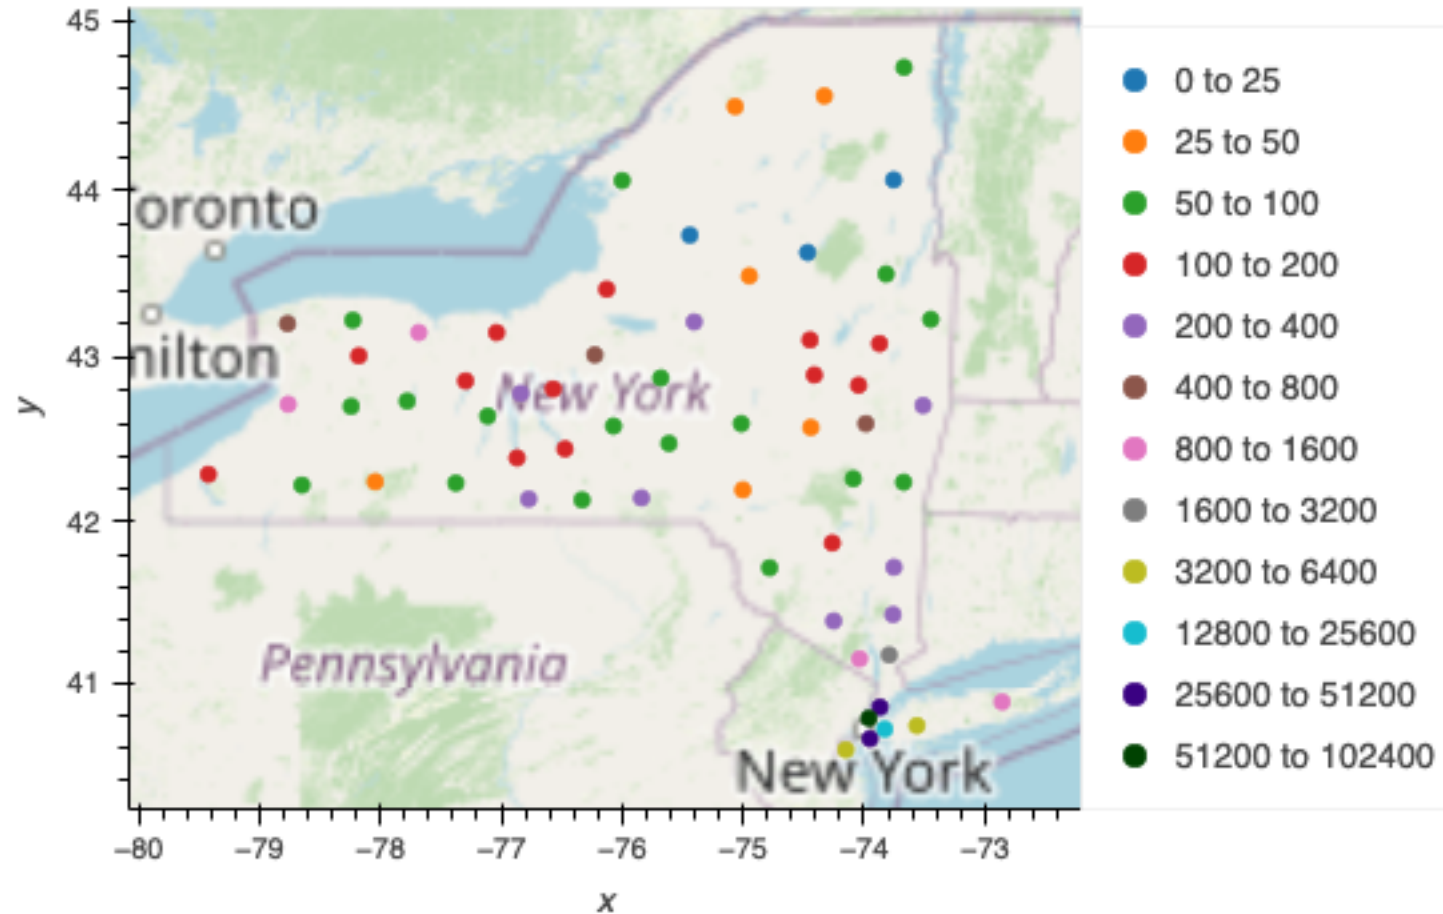 45
44
43
42
41
y
−80
−79
−78
−77
−76
−75
−74
−73
x
oronto
nilton
New York
Pennsylvania
New York
0 to 25
25 to 50
50 to 100
100 to 200
200 to 400
400 to 800
800 to 1600
1600 to 3200
3200 to 6400
12800 to 25600
25600 to 51200
51200 to 102400